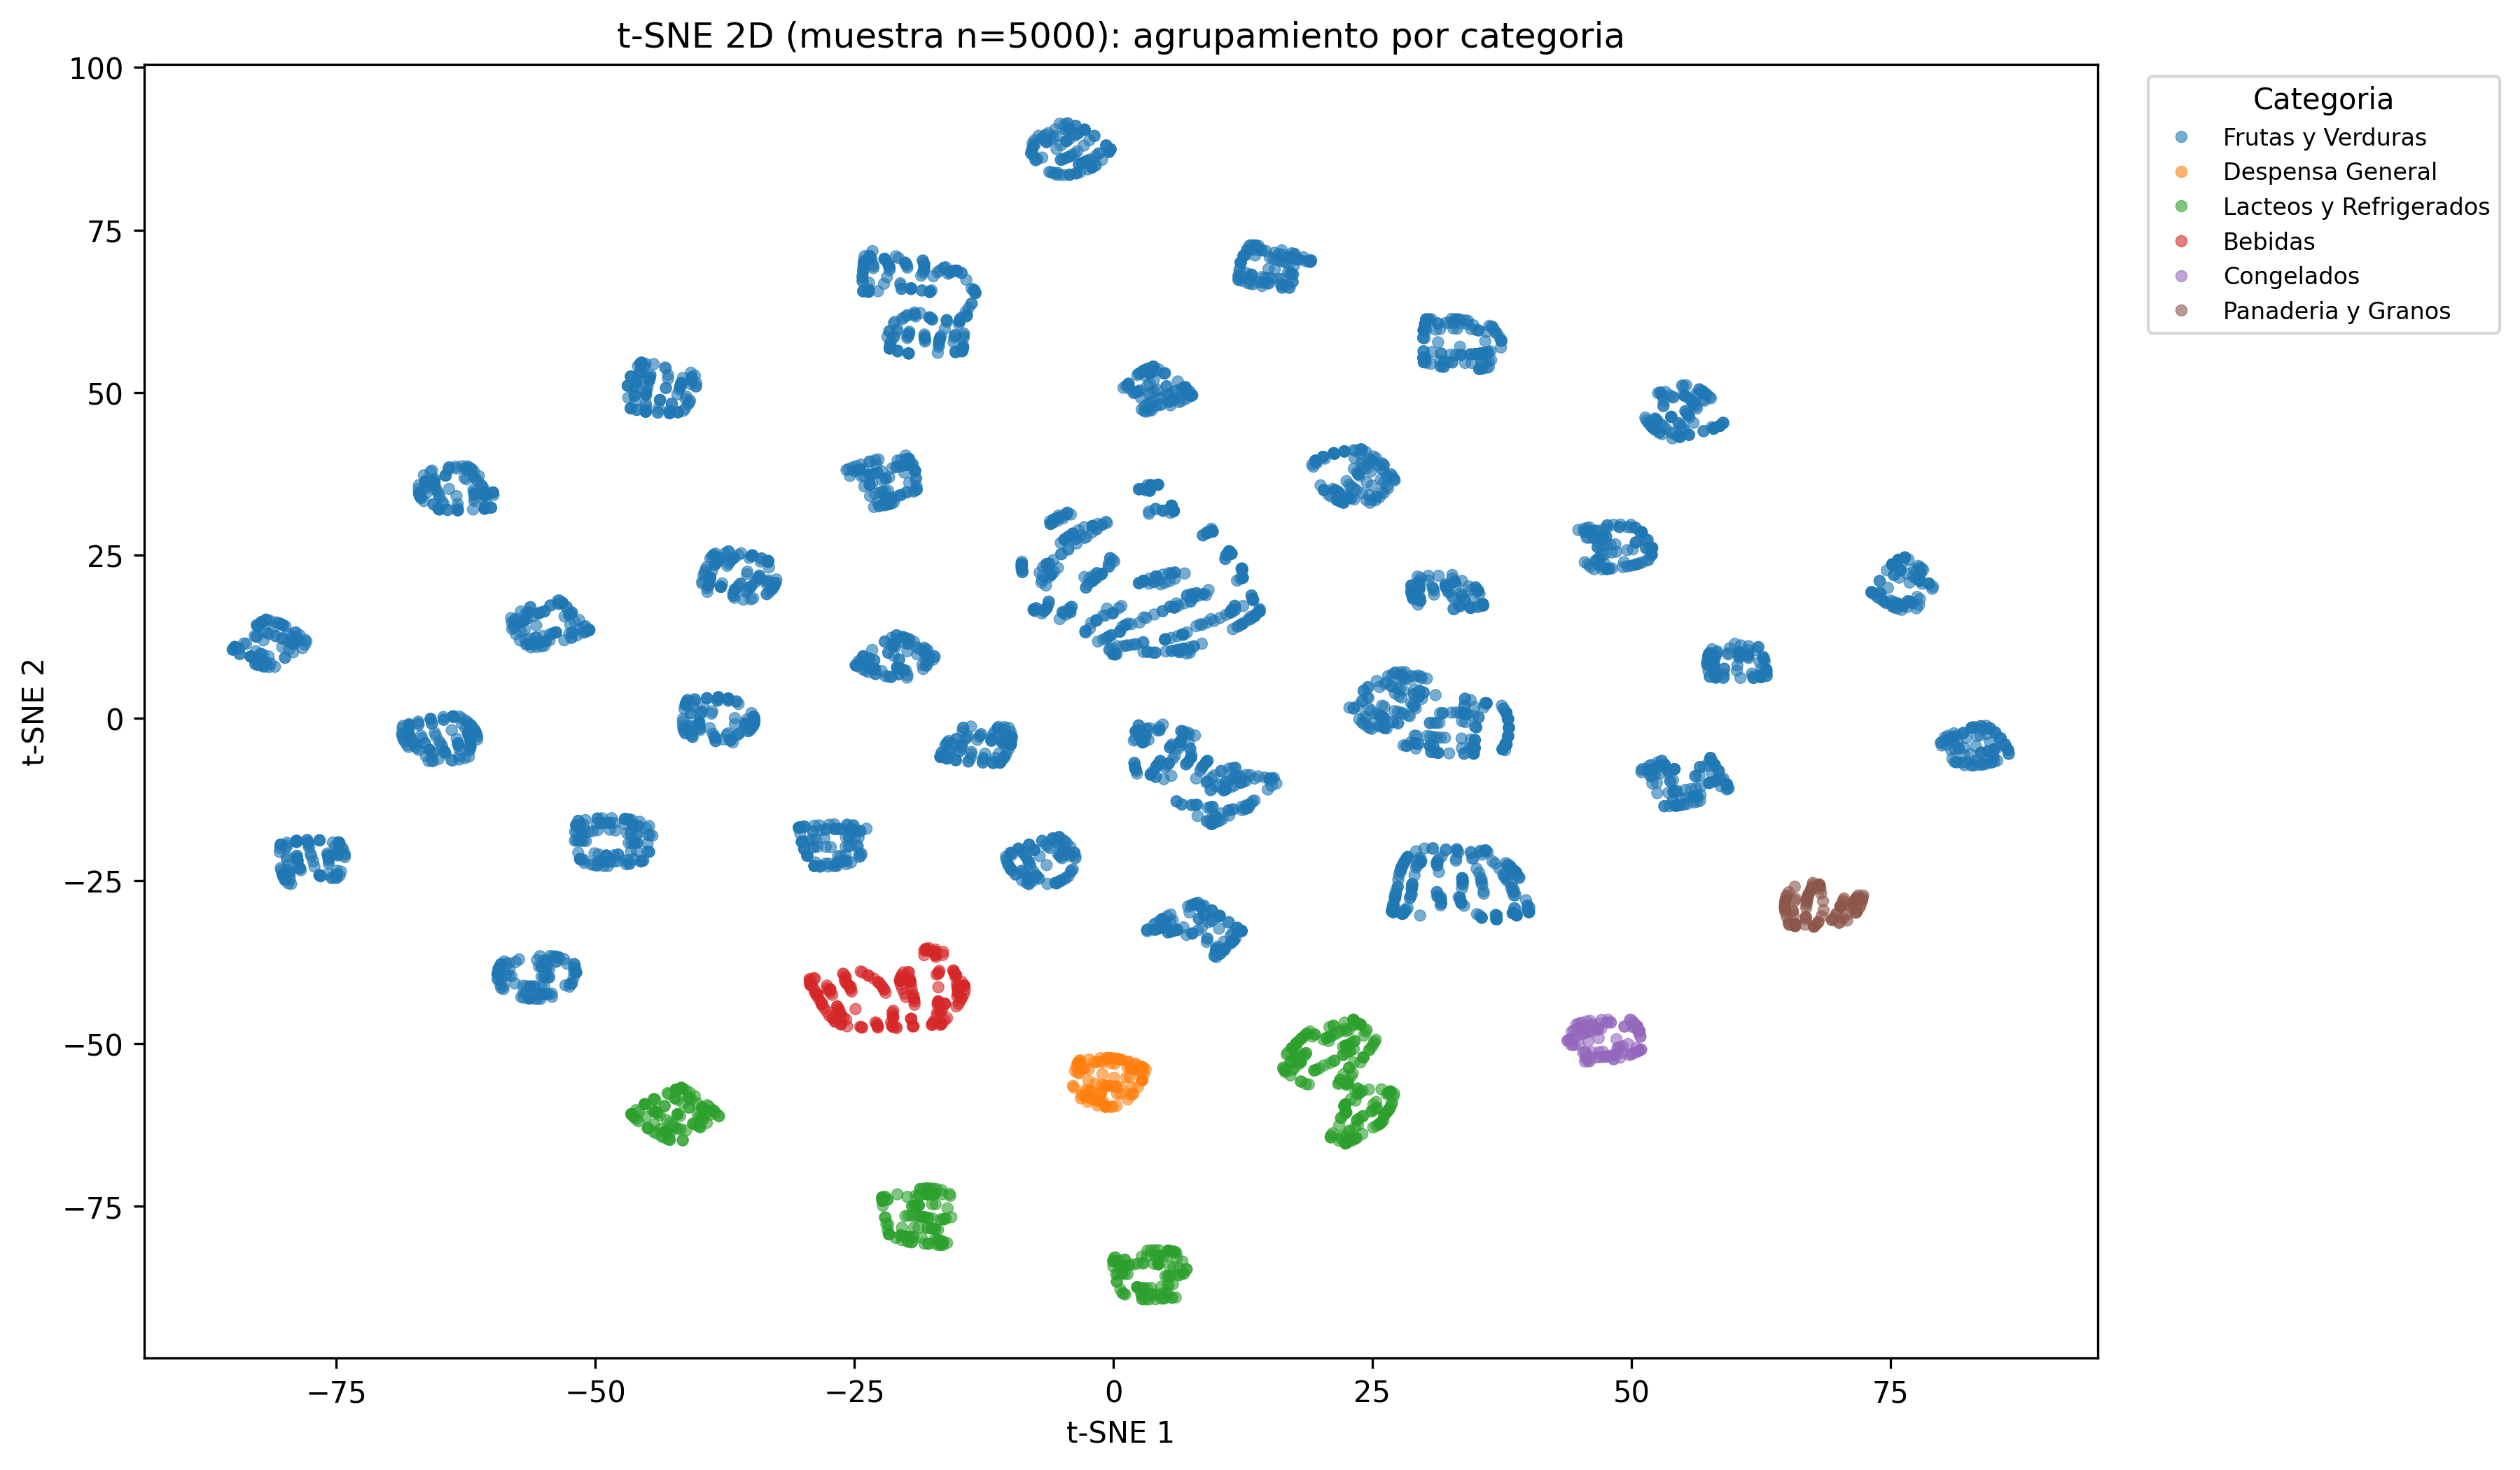 t-SNE 2D (muestra n=5000): agrupamiento por categoria
100
75
50
25
0
−25
−50
−75
t-SNE 2
−75
−50
−25
0
25
50
75
t-SNE 1
Categoria
Frutas y Verduras
Despensa General
Lacteos y Refrigerados
Bebidas
Congelados
Panaderia y Granos